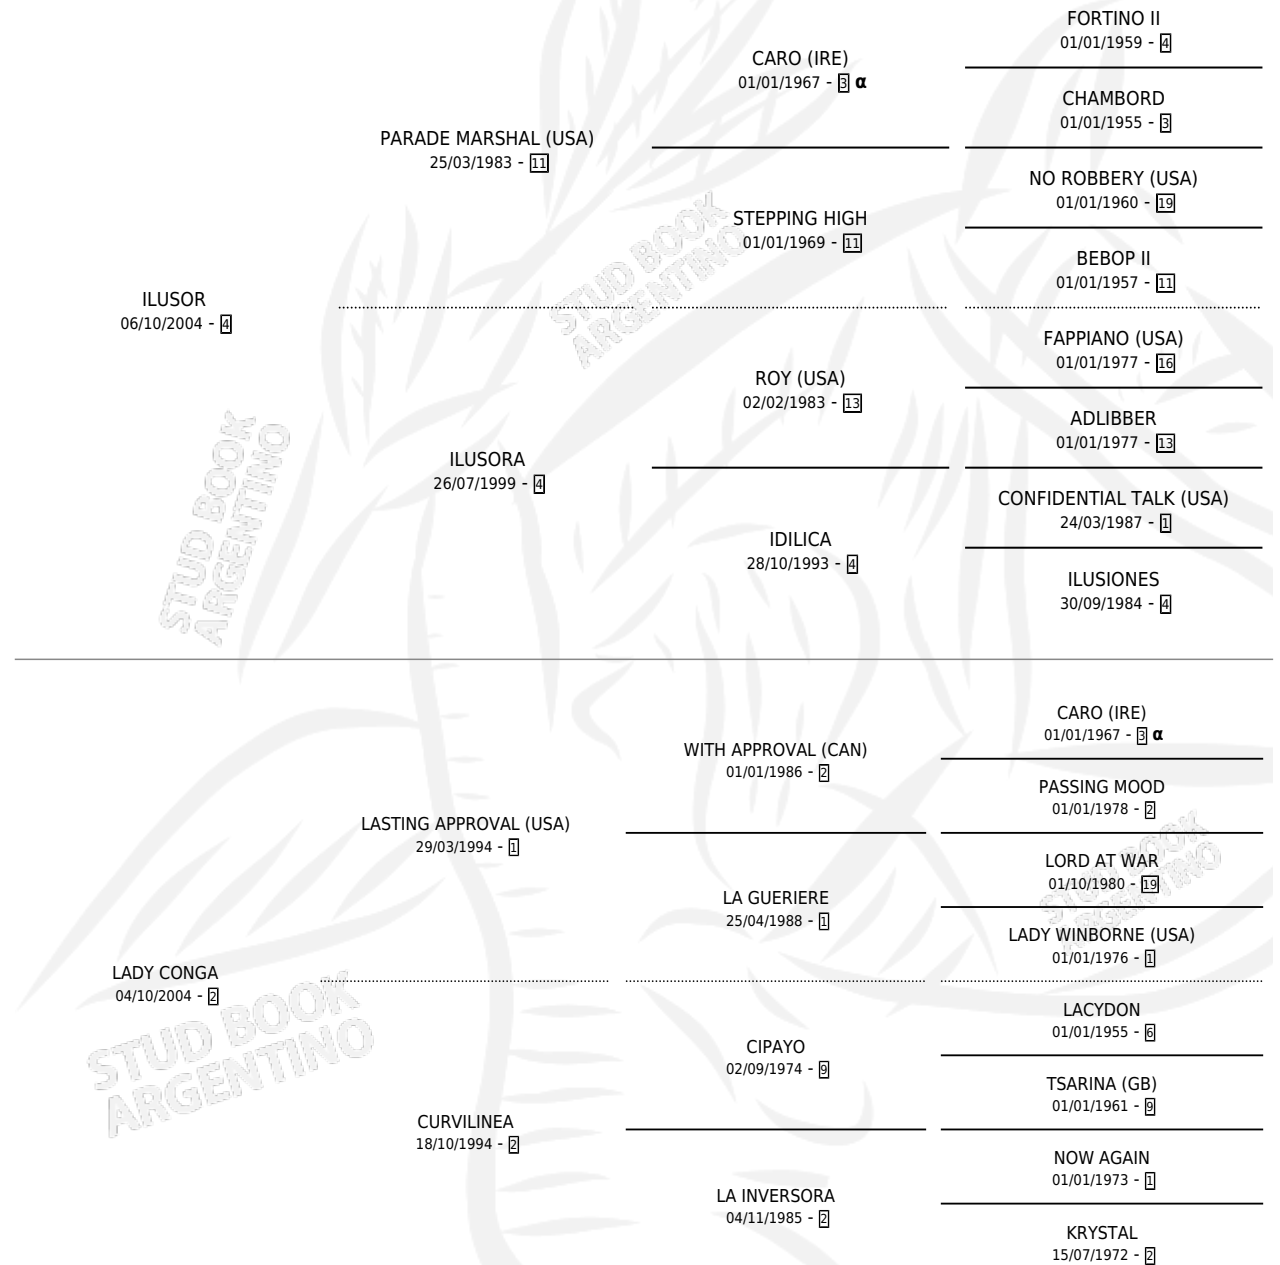 FORTINO II
01/01/1959 - 4
CARO (IRE)
01/01/1967 - 3 α
CHAMBORD
01/01/1955 - 3
PARADE MARSHAL (USA)
25/03/1983 - 11
NO ROBBERY (USA)
01/01/1960 - 19
STEPPING HIGH
01/01/1969 - 11
BEBOP II
01/01/1957 - 11
ILUSOR
06/10/2004 - 4
FAPPIANO (USA)
01/01/1977 - 16
ROY (USA)
02/02/1983 - 13
ADLIBBER
01/01/1977 - 13
ILUSORA
26/07/1999 - 4
CONFIDENTIAL TALK (USA)
24/03/1987 - 1
IDILICA
28/10/1993 - 4
ILUSIONES
30/09/1984 - 4
CARO (IRE)
01/01/1967 - 3 α
WITH APPROVAL (CAN)
01/01/1986 - 2
PASSING MOOD
01/01/1978 - 2
LASTING APPROVAL (USA)
29/03/1994 - 1
LORD AT WAR
01/10/1980 - 19
LA GUERIERE
25/04/1988 - 1
LADY WINBORNE (USA)
01/01/1976 - 1
LADY CONGA
04/10/2004 - 2
LACYDON
01/01/1955 - 6
CIPAYO
02/09/1974 - 9
TSARINA (GB)
01/01/1961 - 9
CURVILINEA
18/10/1994 - 2
NOW AGAIN
01/01/1973 - 1
LA INVERSORA
04/11/1985 - 2
KRYSTAL
15/07/1972 - 2
STUD BOOK
ARGENTINO
STUD BOOK
ARGENTINO
STUD BOOK
ARGENTINO
STUD BOOK
ARGENTINO